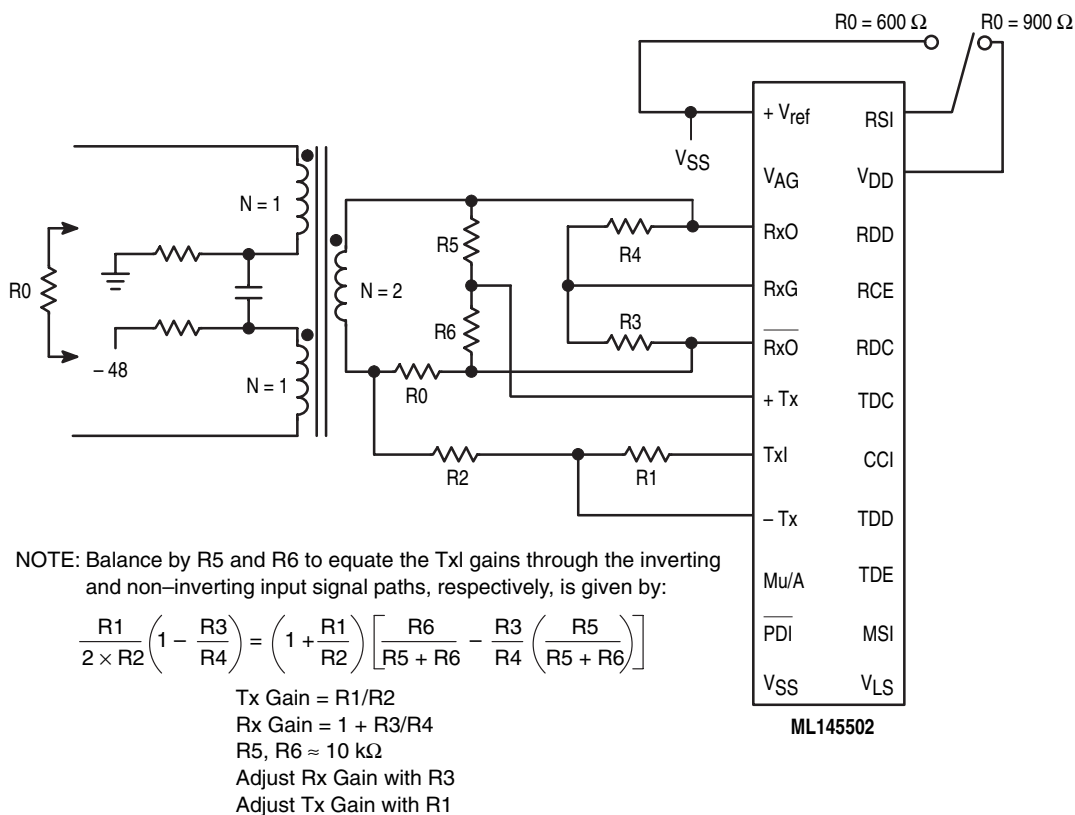 R0 = 600 Ω
R0 = 900 Ω
+ Vref
RSI
VSS
VAG
VDD
N = 1
R5
R4
RxO
RDD
R0
N = 2
RxG
RCE
R6
R3
R̅x̅O̅
RDC
– 48
N = 1
R0
+ Tx
TDC
TxI
CCI
R2
R1
– Tx
TDD
NOTE: Balance by R5 and R6 to equate the TxI gains through the inverting
and non–inverting input signal paths, respectively, is given by:
Mu/A
TDE
R1 / (2 × R2) (1 – R3/R4) = (1 + R1/R2) [R6 / (R5 + R6) – R3/R4 (R5 / (R5 + R6))]
P̅D̅I̅
MSI
VSS
VLS
Tx Gain = R1/R2
Rx Gain = 1 + R3/R4
R5, R6 ≈ 10 kΩ
Adjust Rx Gain with R3
Adjust Tx Gain with R1
ML145502